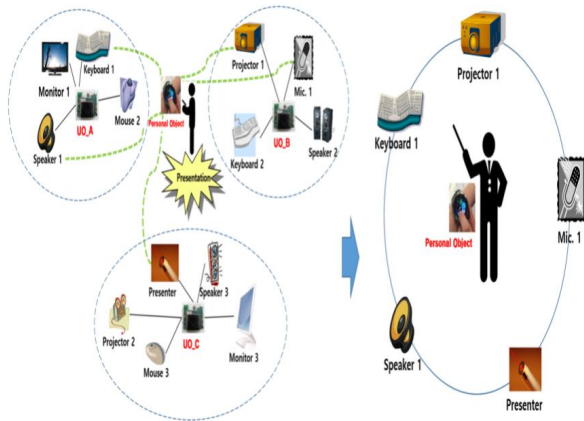 Keyboard 1
Projector 1
Monitor 1
Mic. 1
UO_A
Mouse 2
Personal Object
UO_B
Speaker 1
Keyboard 2
Speaker 2
Presentation
Presenter
Speaker 3
Projector 2
UO_C
Mouse 3
Monitor 3
Projector 1
Keyboard 1
Mic. 1
Personal Object
Speaker 1
Presenter